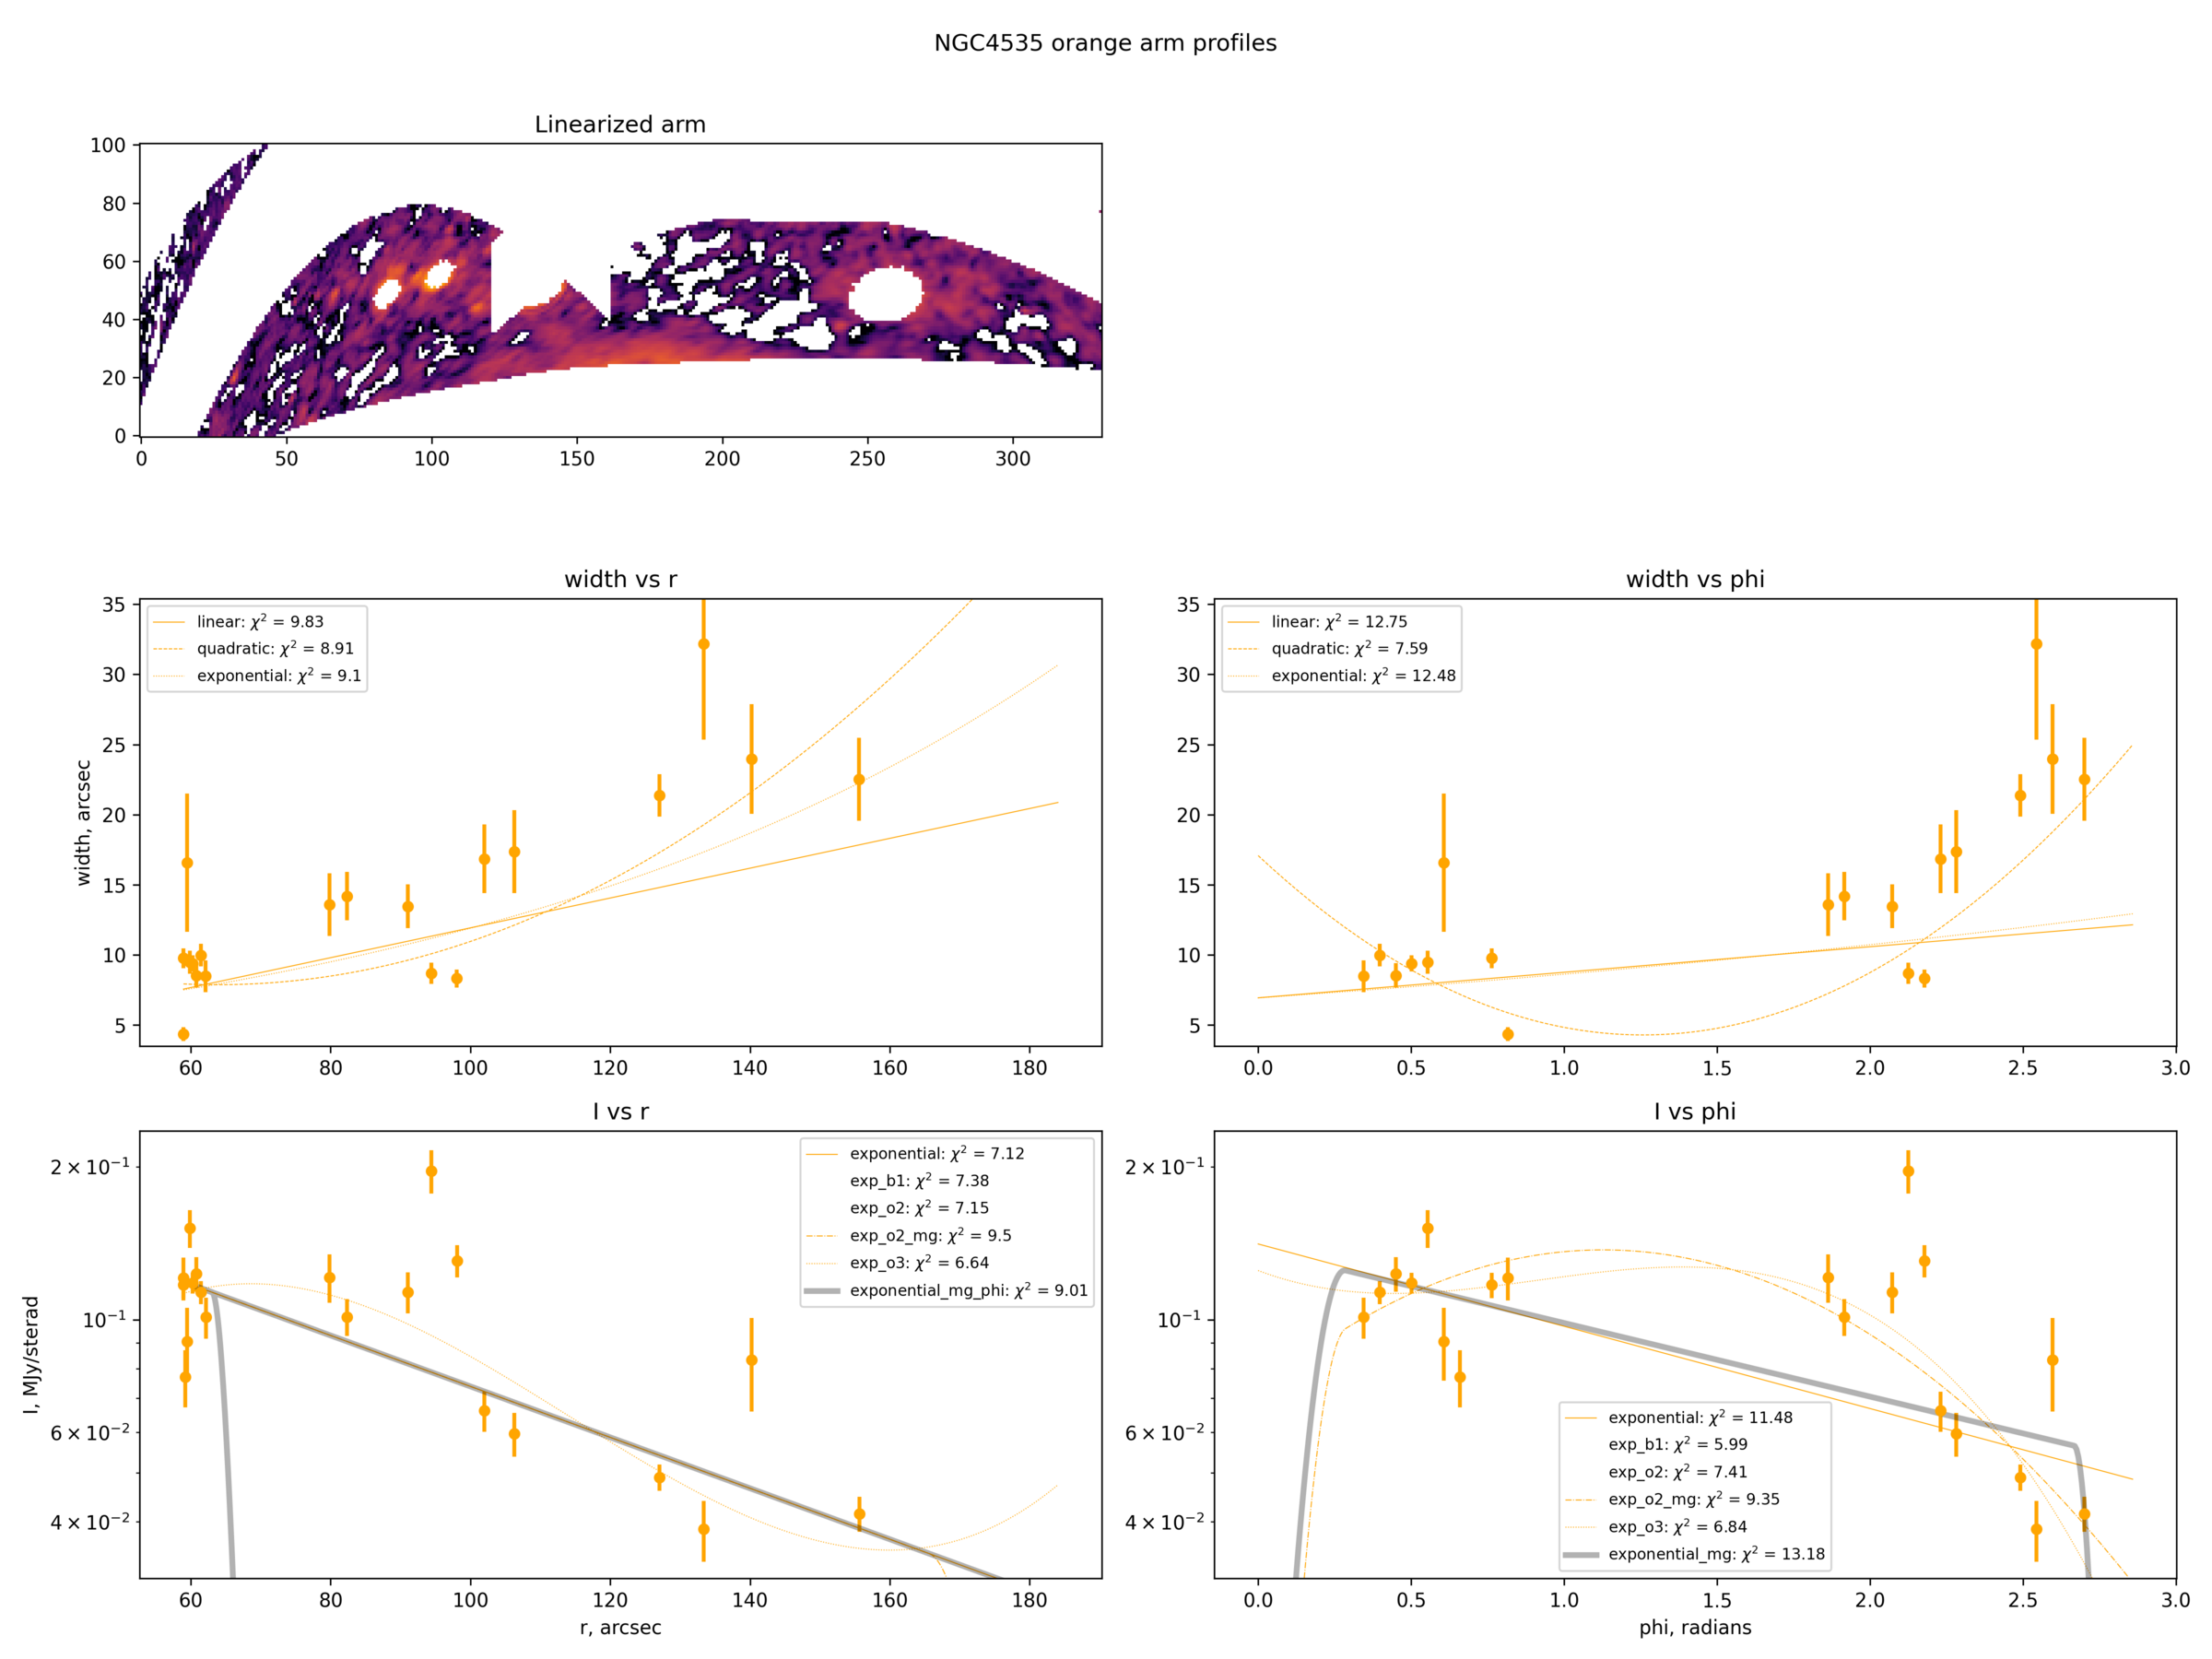 NGC4535 orange arm profiles
Linearized arm
100
80
60
40
20
0
0 50 100 150 200 250 300
width vs r
width vs phi
35
30
25
20
15
10
5
width, arcsec
linear: χ² = 9.83
quadratic: χ² = 8.91
exponential: χ² = 9.1
60 80 100 120 140 160 180
35
30
25
20
15
10
5
linear: χ² = 12.75
quadratic: χ² = 7.59
exponential: χ² = 12.48
0.0 0.5 1.0 1.5 2.0 2.5 3.0
I vs r
I vs phi
2 × 10⁻¹
10⁻¹
6 × 10⁻²
4 × 10⁻²
I, MJy/sterad
exponential: χ² = 7.12
exp_b1: χ² = 7.38
exp_o2: χ² = 7.15
exp_o2_mg: χ² = 9.5
exp_o3: χ² = 6.64
exponential_mg_phi: χ² = 9.01
60 80 100 120 140 160 180
r, arcsec
2 × 10⁻¹
10⁻¹
6 × 10⁻²
4 × 10⁻²
exponential: χ² = 11.48
exp_b1: χ² = 5.99
exp_o2: χ² = 7.41
exp_o2_mg: χ² = 9.35
exp_o3: χ² = 6.84
exponential_mg: χ² = 13.18
0.0 0.5 1.0 1.5 2.0 2.5 3.0
phi, radians